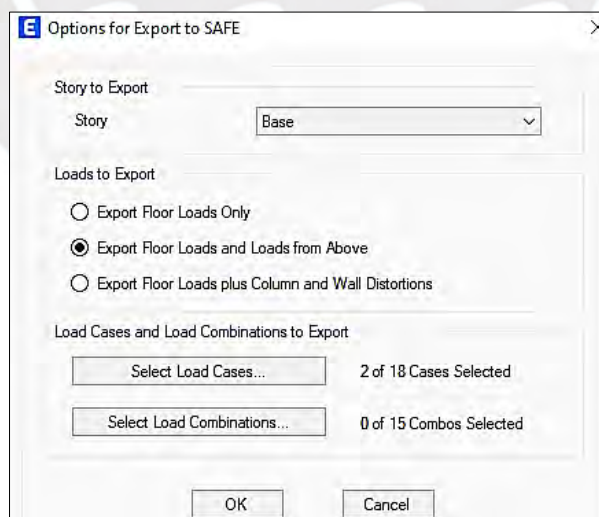 E Options for Export to SAFE
Story to Export
Story Base
Loads to Export
Export Floor Loads Only
Export Floor Loads and Loads from Above
Export Floor Loads plus Column and Wall Distortions
Load Cases and Load Combinations to Export
Select Load Cases... 2 of 18 Cases Selected
Select Load Combinations... 0 of 15 Combos Selected
OK Cancel